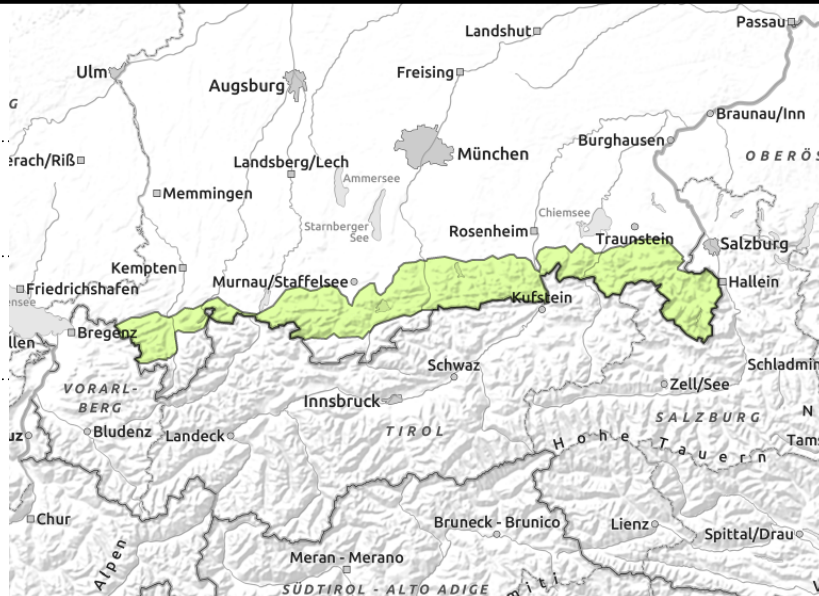 Passau
Landshut
Ulm
Freising
Augsburg
G
Braunau/Inn
Burghausen
München
OBERÖS
erach/Riß
Landsberg/Lech
Ammersee
Memmingen
Chiemsee
Starnberger
See
Rosenheim
Traunstein
Salzburg
Kempten
Murnau/Staffelsee
Hallein
Friedrichshafen
ensee
Kufstein
Bregenz
llen
Schwaz
Schladmin
VORARL-
BERG
Zell/See
Innsbruck
SALZBURG
N
uz
Bludenz
Landeck
TIROL
Hohe Tauern
Tams
Chur
Bruneck - Brunico
Lienz
Spittal/Drau
Alpen
Meran - Merano
SÜDTIROL - ALTO ADIGE
miti